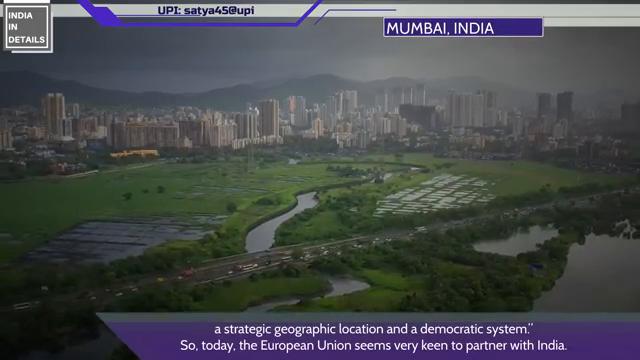 INDIA
IN
DETAILS
UPI: satya45@upi
MUMBAI, INDIA
a strategic geographic location and a democratic system."
So, today, the European Union seems very keen to partner with India.